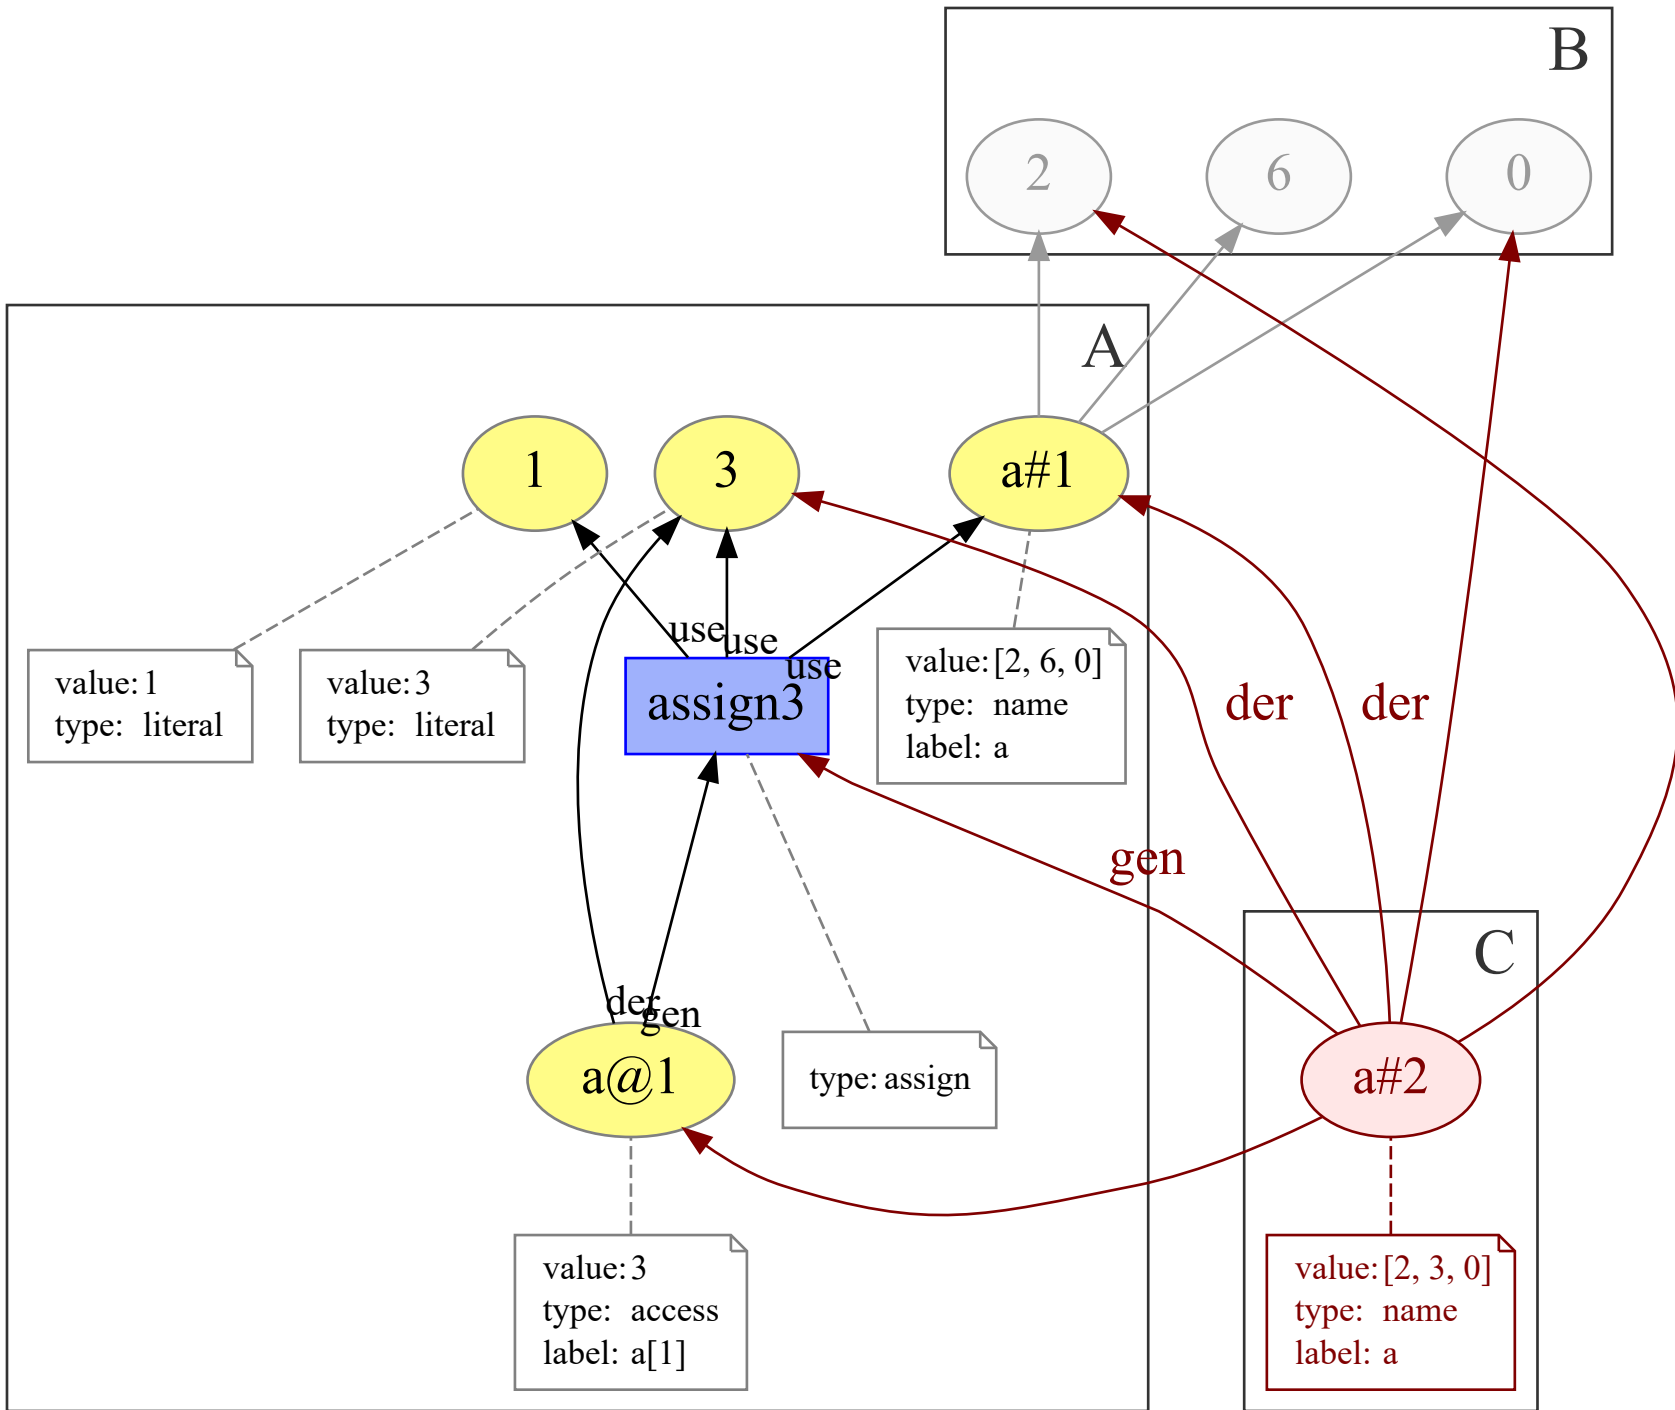 B
2
6
0
A
1
3
a#1
use
use
use
value: 1
type: literal
value: 3
type: literal
assign3
value: [2, 6, 0]
type: name
label: a
der
der
gen
C
der
gen
a@1
type: assign
a#2
value: 3
type: access
label: a[1]
value: [2, 3, 0]
type: name
label: a